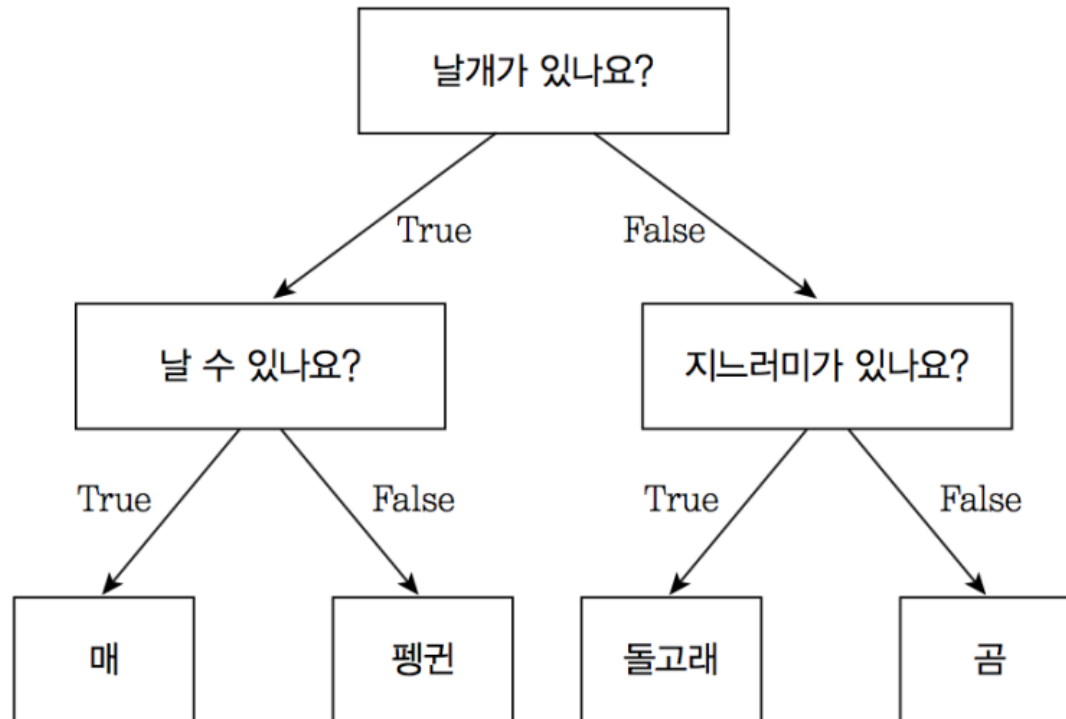 날개가 있나요?
True
False
날 수 있나요?
지느러미가 있나요?
True
False
True
False
매
펭귄
돌고래
곰